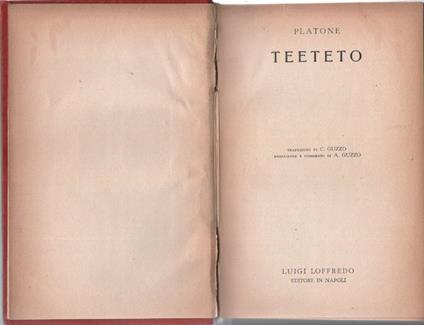 PLATONE
TEETETO
TRADUZIONE DI C. GUZZO
INTRODUZIONE E COMMENTO DI A. GUZZO
LUIGI LOFFREDO
EDITORE IN NAPOLI